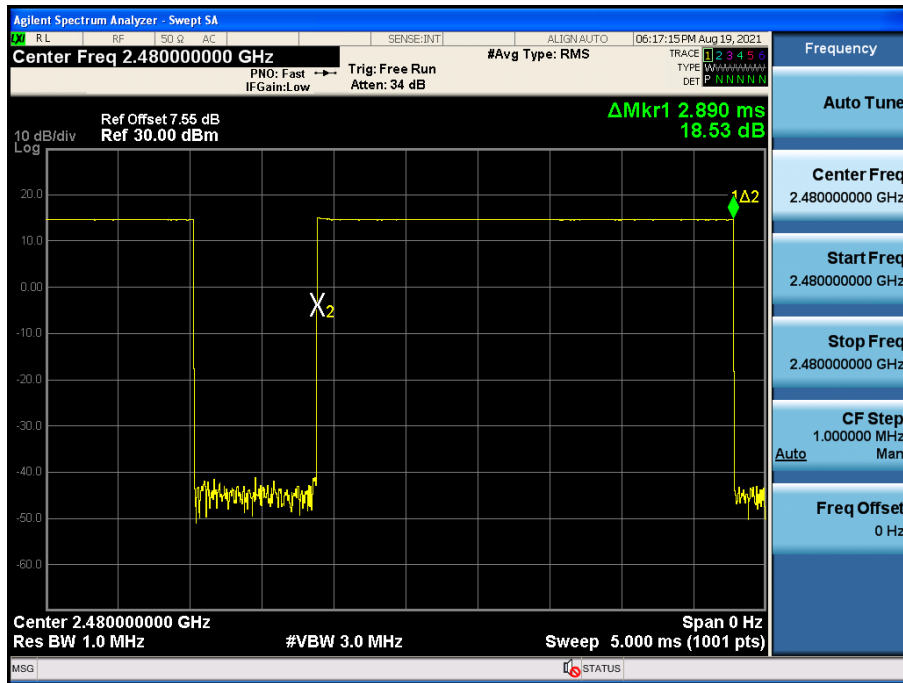 Agilent Spectrum Analyzer - Swept SA
LXI RL RF 50 Ω AC SENSE:INT ALIGN AUTO 06:17:15 PM Aug 19, 2021
Center Freq 2.480000000 GHz #Avg Type: RMS TRACE 1 2 3 4 5 6
PNO: Fast Trig: Free Run TYPE WWWWWW
IFGain:Low Atten: 34 dB DET P N N N N N
Frequency
Auto Tune
ΔMkr1 2.890 ms
18.53 dB
Ref Offset 7.55 dB
10 dB/div Ref 30.00 dBm
Log
20.0
10.0
0.00
-10.0
-20.0
-30.0
-40.0
-50.0
-60.0
1Δ2
X2
Center Freq
2.480000000 GHz
Start Freq
2.480000000 GHz
Stop Freq
2.480000000 GHz
CF Step
1.000000 MHz
Auto Man
Freq Offset
0 Hz
Center 2.480000000 GHz Span 0 Hz
Res BW 1.0 MHz #VBW 3.0 MHz Sweep 5.000 ms (1001 pts)
MSG STATUS